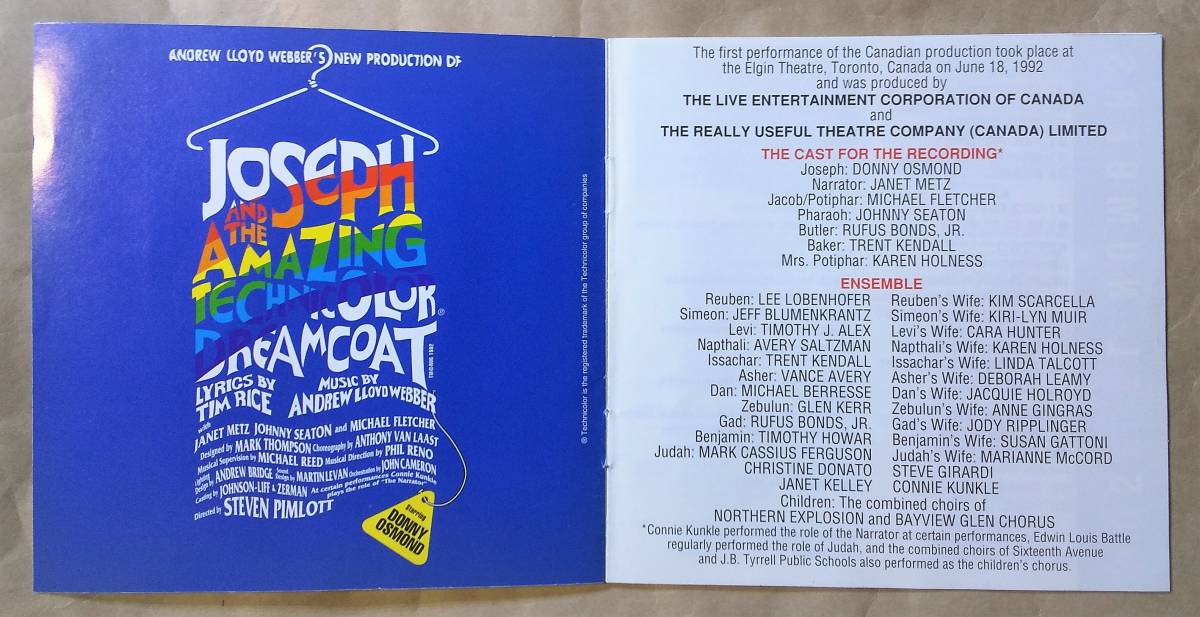 ANDREW LLOYD WEBBER'S NEW PRODUCTION OF
JOSEPH
AND
THE
AMAZING
TECHNICOLOR®
DREAMCOAT
LYRICS BY
TIM RICE
MUSIC BY
ANDREW LLOYD WEBBER
with
JANET METZ JOHNNY SEATON and MICHAEL FLETCHER
Designed by MARK THOMPSON Choreography by ANTHONY VAN LAAST
Musical Supervision by MICHAEL REED Musical Direction by PHIL RENO
Lighting Design by ANDREW BRIDGE Sound Design by MARTIN LEVAN Orchestration by JOHN CAMERON
Casting by JOHNSON-LIFF & ZERMAN At certain performances Connie Kunkle
plays the role of "The Narrator"
Directed by STEVEN PIMLOTT
Starring
DONNY
OSMOND
® Technicolor is the registered trademark of the Technicolor group of companies
The first performance of the Canadian production took place at
the Elgin Theatre, Toronto, Canada on June 18, 1992
and was produced by
THE LIVE ENTERTAINMENT CORPORATION OF CANADA
and
THE REALLY USEFUL THEATRE COMPANY (CANADA) LIMITED
THE CAST FOR THE RECORDING*
Joseph: DONNY OSMOND
Narrator: JANET METZ
Jacob/Potiphar: MICHAEL FLETCHER
Pharaoh: JOHNNY SEATON
Butler: RUFUS BONDS, JR.
Baker: TRENT KENDALL
Mrs. Potiphar: KAREN HOLNESS
ENSEMBLE
Reuben: LEE LOBENHOFER Reuben's Wife: KIM SCARCELLA
Simeon: JEFF BLUMENKRANTZ Simeon's Wife: KIRI-LYN MUIR
Levi: TIMOTHY J. ALEX Levi's Wife: CARA HUNTER
Napthali: AVERY SALTZMAN Napthali's Wife: KAREN HOLNESS
Issachar: TRENT KENDALL Issachar's Wife: LINDA TALCOTT
Asher: VANCE AVERY Asher's Wife: DEBORAH LEAMY
Dan: MICHAEL BERRESSE Dan's Wife: JACQUIE HOLROYD
Zebulun: GLEN KERR Zebulun's Wife: ANNE GINGRAS
Gad: RUFUS BONDS, JR. Gad's Wife: JODY RIPPLINGER
Benjamin: TIMOTHY HOWAR Benjamin's Wife: SUSAN GATTONI
Judah: MARK CASSIUS FERGUSON Judah's Wife: MARIANNE McCORD
CHRISTINE DONATO STEVE GIRARDI
JANET KELLEY CONNIE KUNKLE
Children: The combined choirs of
NORTHERN EXPLOSION and BAYVIEW GLEN CHORUS
*Connie Kunkle performed the role of the Narrator at certain performances, Edwin Louis Battle
regularly performed the role of Judah, and the combined choirs of Sixteenth Avenue
and J.B. Tyrrell Public Schools also performed as the children's chorus.